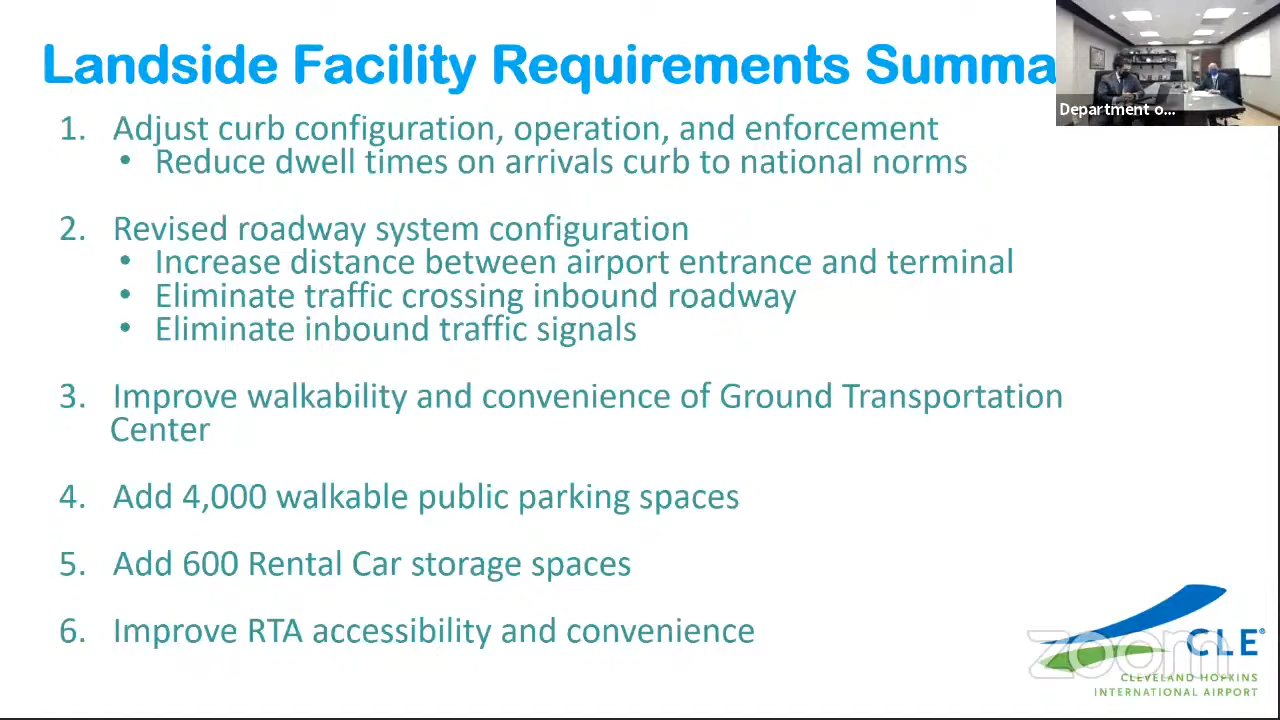 Landside Facility Requirements Summa
Department o...
1. Adjust curb configuration, operation, and enforcement
• Reduce dwell times on arrivals curb to national norms
2. Revised roadway system configuration
• Increase distance between airport entrance and terminal
• Eliminate traffic crossing inbound roadway
• Eliminate inbound traffic signals
3. Improve walkability and convenience of Ground Transportation
Center
4. Add 4,000 walkable public parking spaces
5. Add 600 Rental Car storage spaces
6. Improve RTA accessibility and convenience
zoom
CLE®
CLEVELAND HOPKINS
INTERNATIONAL AIRPORT